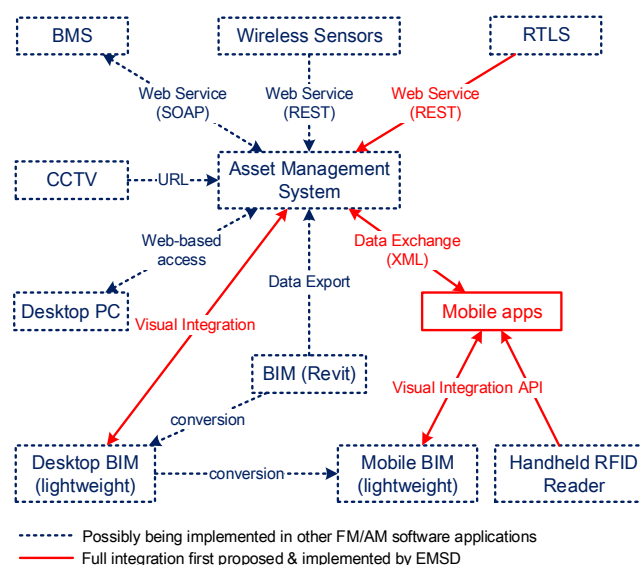 BMS
Wireless Sensors
RTLS
Web Service
(SOAP)
Web Service
(REST)
Web Service
(REST)
CCTV
URL
Asset Management
System
Web-based
access
Data Exchange
(XML)
Data Export
Desktop PC
Visual Integration
Mobile apps
BIM (Revit)
Visual Integration API
conversion
Desktop BIM
(lightweight)
conversion
Mobile BIM
(lightweight)
Handheld RFID
Reader
Possibly being implemented in other FM/AM software applications
Full integration first proposed & implemented by EMSD